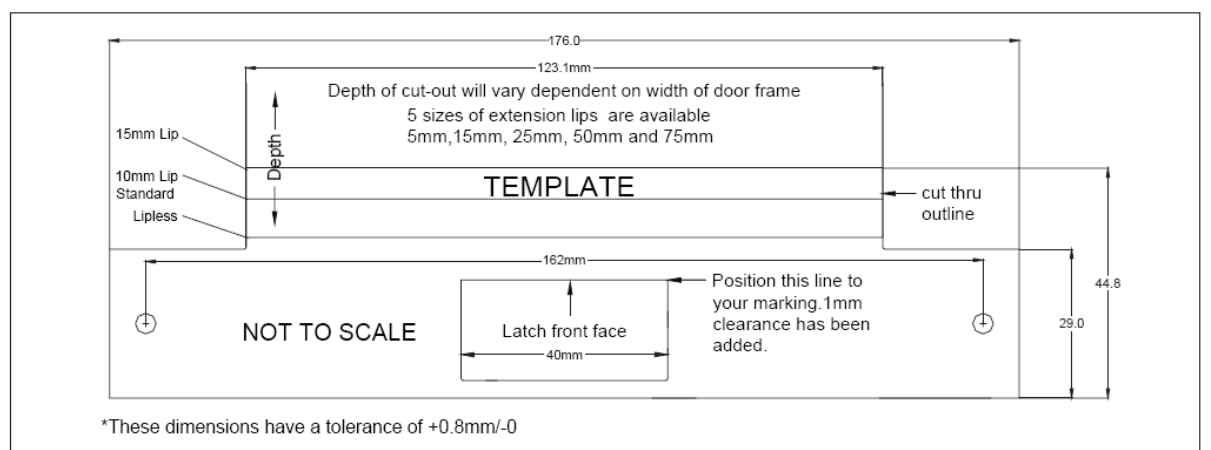 176.0
123.1mm
Depth of cut-out will vary dependent on width of door frame
5 sizes of extension lips are available
5mm,15mm, 25mm, 50mm and 75mm
15mm Lip
Depth
10mm Lip
Standard
TEMPLATE
cut thru
outline
Lipless
162mm
Position this line to
your marking.1mm
clearance has been
added.
44.8
29.0
NOT TO SCALE
Latch front face
40mm
*These dimensions have a tolerance of +0.8mm/-0